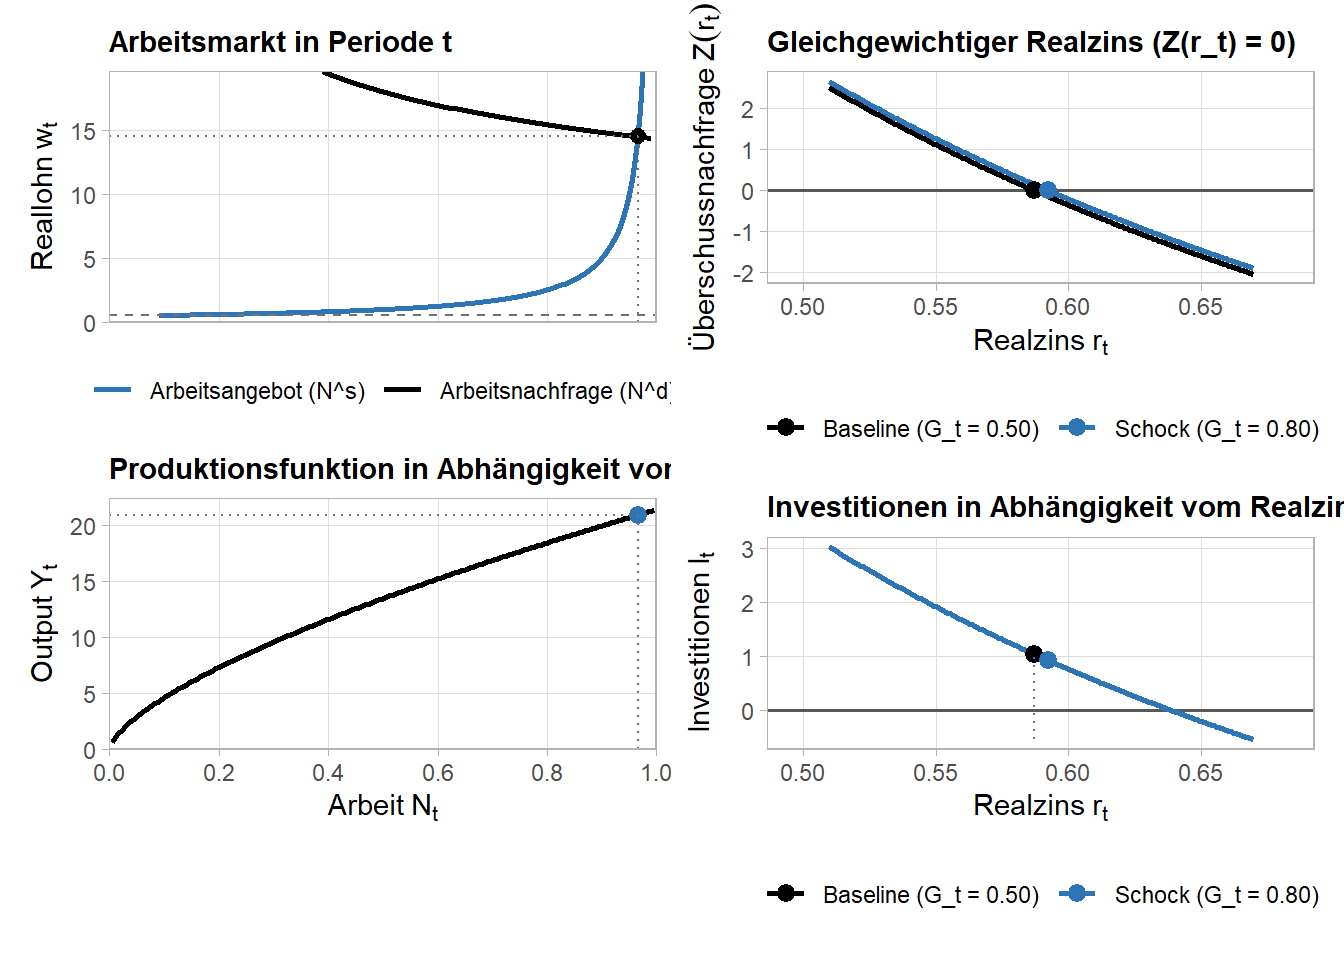 Arbeitsmarkt in Periode t
Reallohn wt
15
10
5
0
Arbeitsangebot (N^s)
Arbeitsnachfrage (N^d)
Produktionsfunktion in Abhängigkeit vor
Output Yt
20
15
10
5
0
0.0 0.2 0.4 0.6 0.8 1.0
Arbeit Nt
Gleichgewichtiger Realzins (Z(r_t) = 0)
Überschussnachfrage Z(rt)
2
1
0
-1
-2
0.50 0.55 0.60 0.65
Realzins rt
Baseline (G_t = 0.50) Schock (G_t = 0.80)
Investitionen in Abhängigkeit vom Realzin
Investitionen It
3
2
1
0
0.50 0.55 0.60 0.65
Realzins rt
Baseline (G_t = 0.50) Schock (G_t = 0.80)